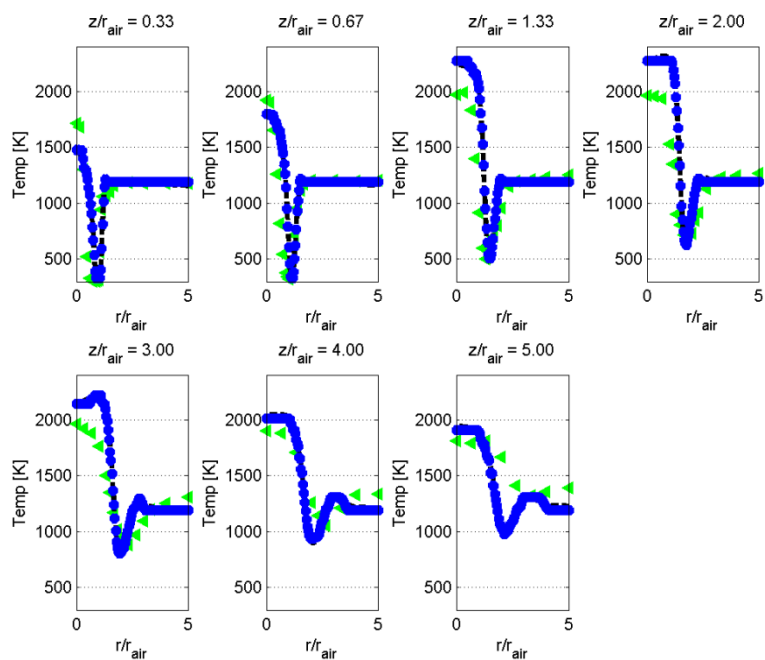 z/r_air = 0.33
z/r_air = 0.67
z/r_air = 1.33
z/r_air = 2.00
Temp [K]
2000
1500
1000
500
0
5
r/r_air
Temp [K]
2000
1500
1000
500
0
5
r/r_air
Temp [K]
2000
1500
1000
500
0
5
r/r_air
Temp [K]
2000
1500
1000
500
0
5
r/r_air
z/r_air = 3.00
z/r_air = 4.00
z/r_air = 5.00
Temp [K]
2000
1500
1000
500
0
5
r/r_air
Temp [K]
2000
1500
1000
500
0
5
r/r_air
Temp [K]
2000
1500
1000
500
0
5
r/r_air